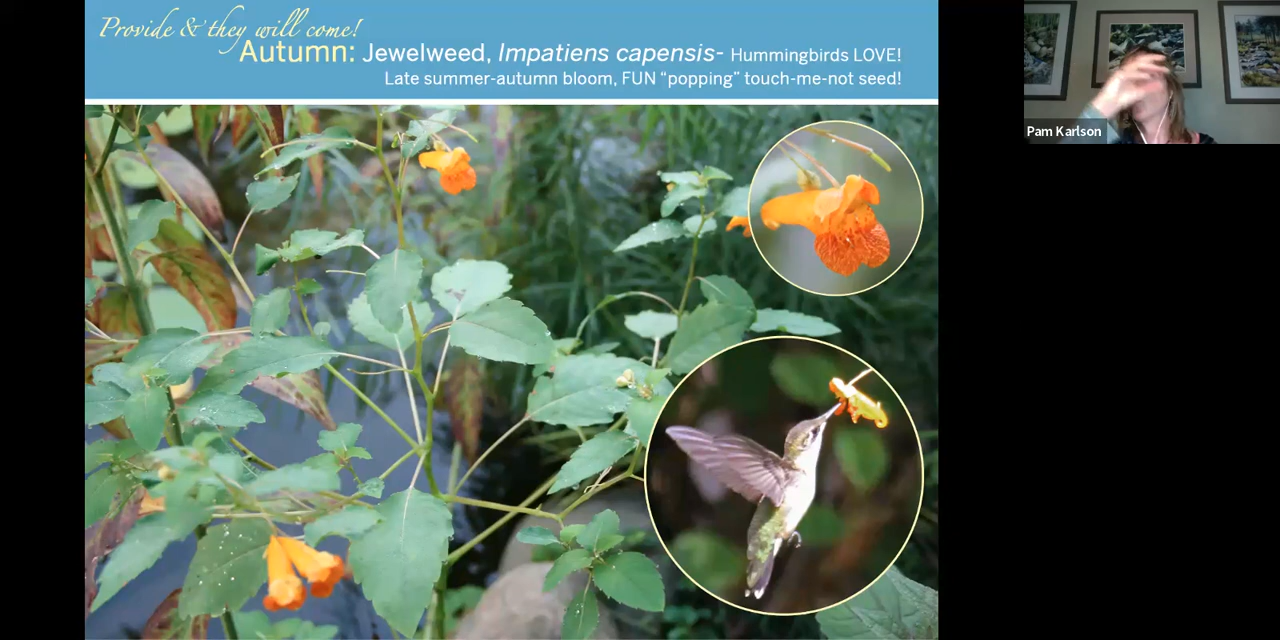 Provide & they will come!
Autumn: Jewelweed, Impatiens capensis- Hummingbirds LOVE!
Late summer-autumn bloom, FUN “popping” touch-me-not seed!
Pam Karlson